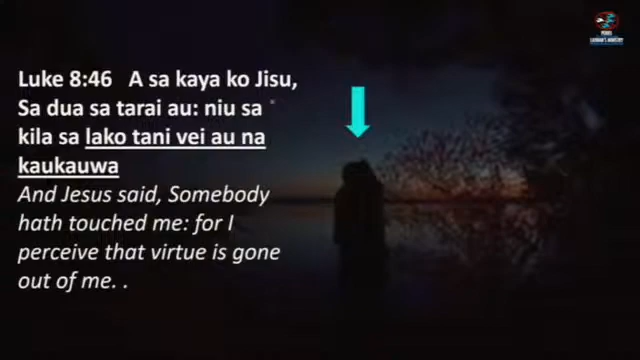 Luke 8:46 A sa kaya ko Jisu,
Sa dua sa tarai au: niu sa
kila sa lako tani vei au na
kaukauwa
And Jesus said, Somebody
hath touched me: for I
perceive that virtue is gone
out of me. .